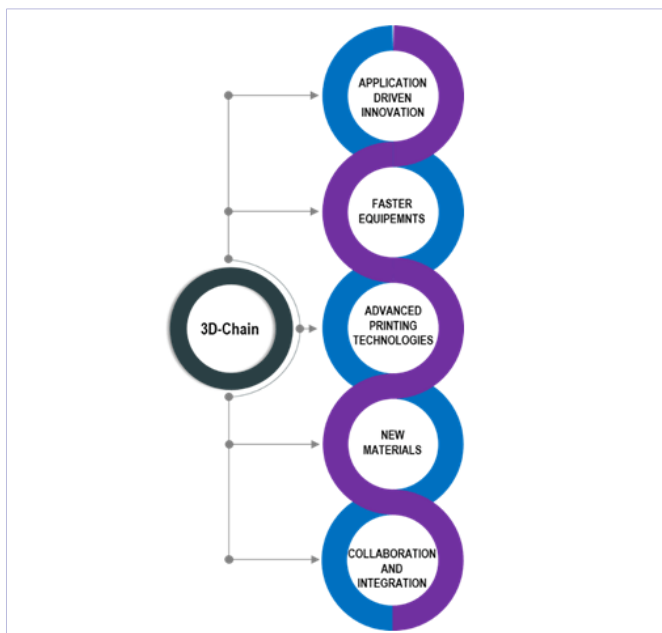 APPLICATION
DRIVEN
INNOVATION
FASTER
EQUIPEMNTS
3D-Chain
ADVANCED
PRINTING
TECHNOLOGIES
NEW
MATERIALS
COLLABORATION
AND
INTEGRATION